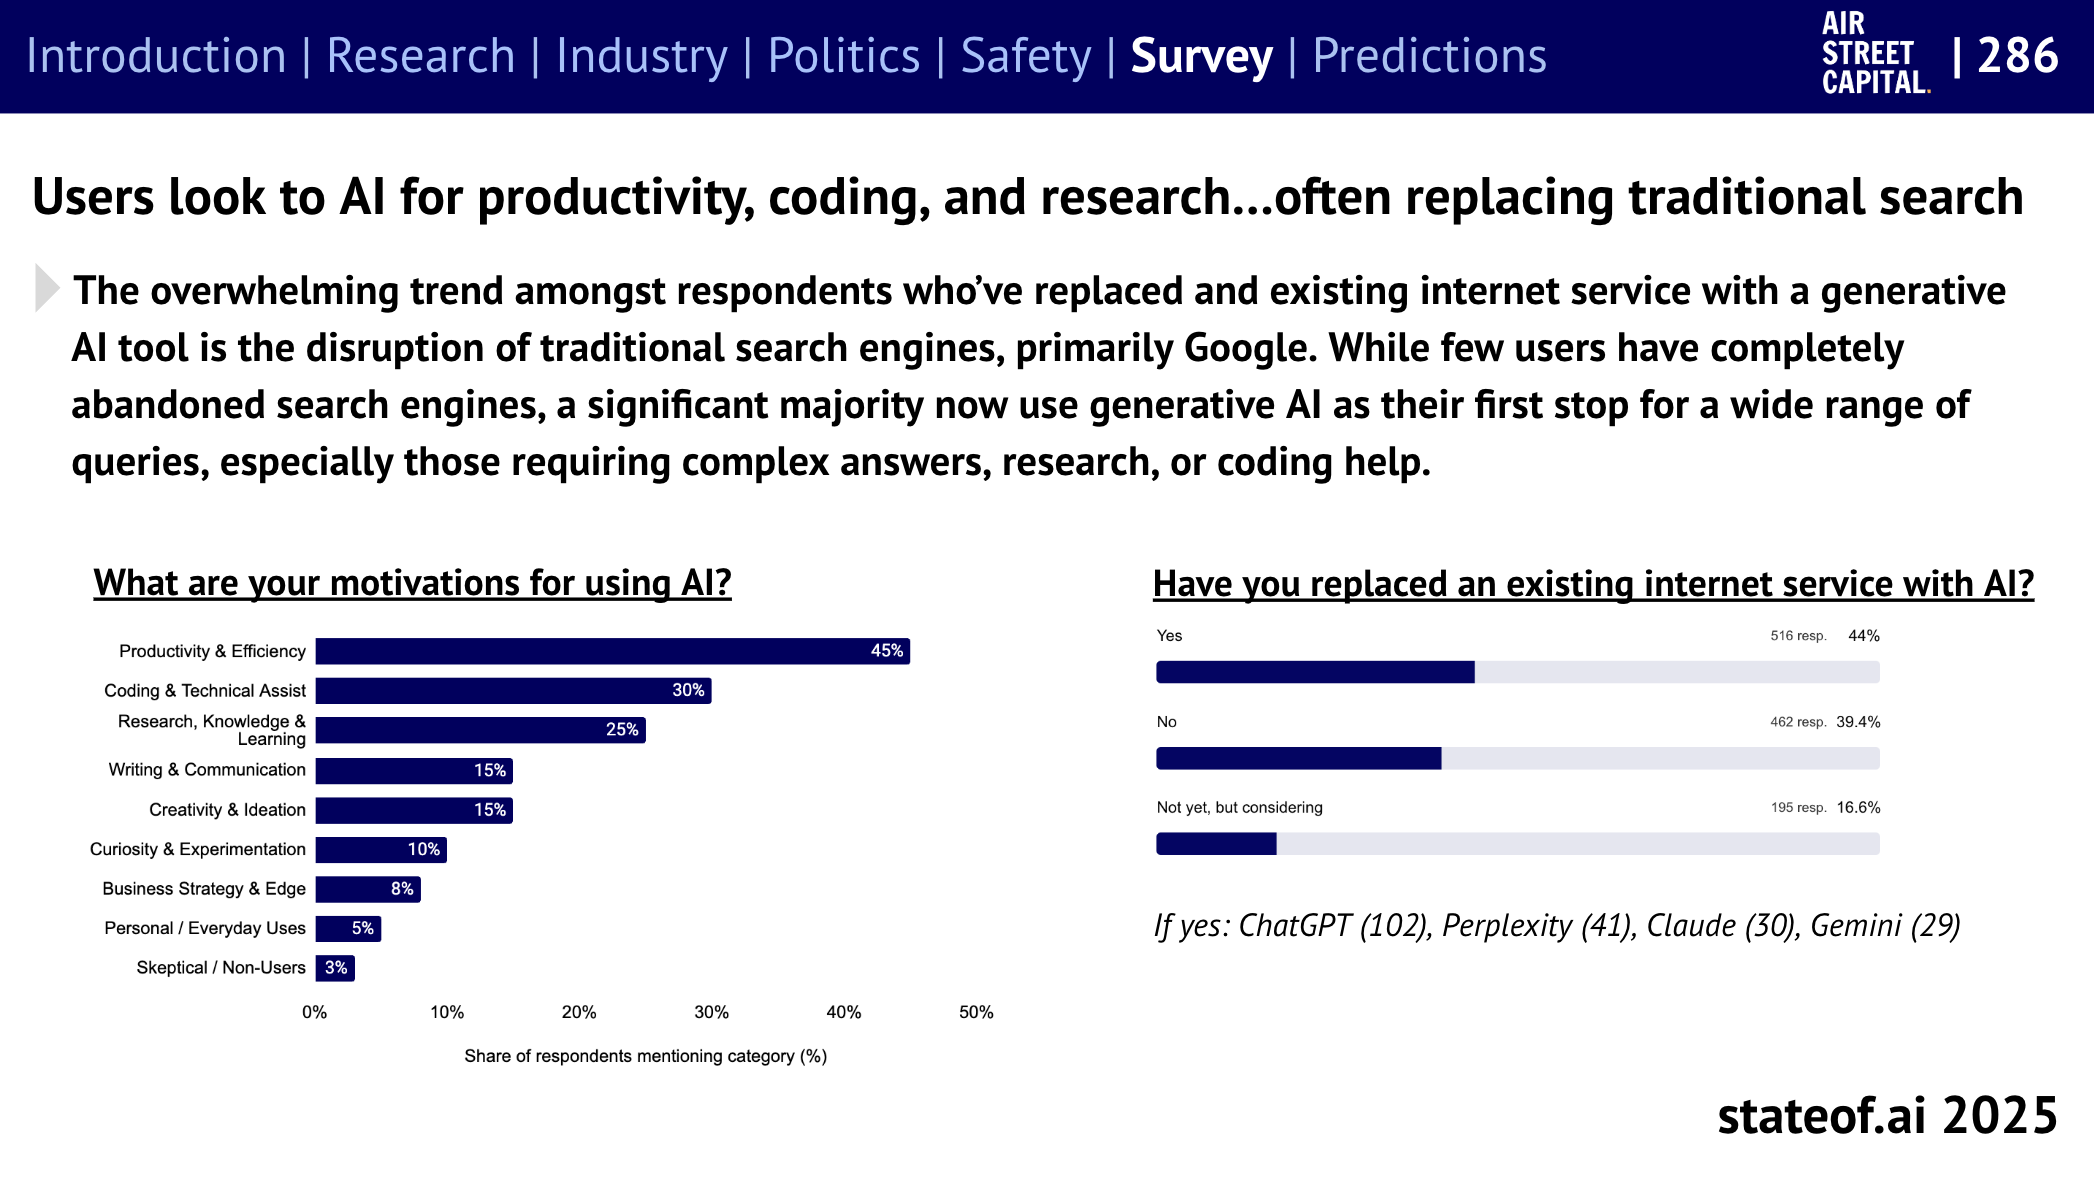 Introduction | Research | Industry | Politics | Safety | Survey | Predictions
AIR
STREET
CAPITAL.
| 286
Users look to AI for productivity, coding, and research...often replacing traditional search
The overwhelming trend amongst respondents who’ve replaced and existing internet service with a generative
AI tool is the disruption of traditional search engines, primarily Google. While few users have completely
abandoned search engines, a significant majority now use generative AI as their first stop for a wide range of
queries, especially those requiring complex answers, research, or coding help.
What are your motivations for using AI?
Productivity & Efficiency 45%
Coding & Technical Assist 30%
Research, Knowledge &
Learning 25%
Writing & Communication 15%
Creativity & Ideation 15%
Curiosity & Experimentation 10%
Business Strategy & Edge 8%
Personal / Everyday Uses 5%
Skeptical / Non-Users 3%
0% 10% 20% 30% 40% 50%
Share of respondents mentioning category (%)
Have you replaced an existing internet service with AI?
Yes 516 resp. 44%
No 462 resp. 39.4%
Not yet, but considering 195 resp. 16.6%
If yes: ChatGPT (102), Perplexity (41), Claude (30), Gemini (29)
stateof.ai 2025